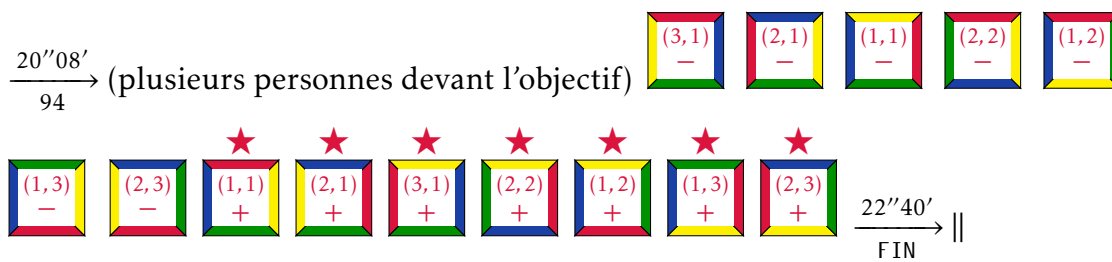 20′′08′
94
(plusieurs personnes devant l’objectif) (3,1) − (2,1) − (1,1) − (2,2) − (1,2) −
(1,3) − (2,3) − (1,1) + (2,1) + (3,1) + (2,2) + (1,2) + (1,3) + (2,3) +
22′′40′
FIN
||